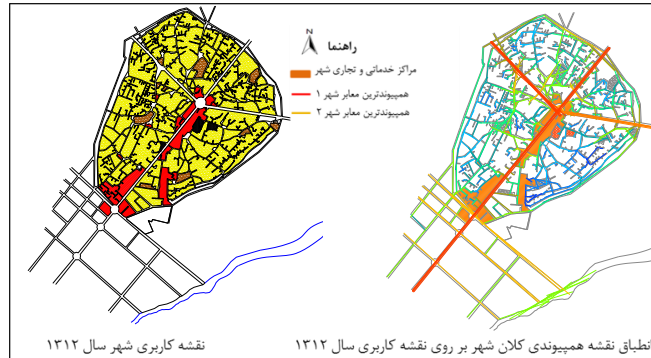 N
راهنما
مراکز خدماتی و تجاری شهر
همپیوندترین معابر شهر ۱
همپیوندترین معابر شهر ۲
نقشه کاربری شهر سال ۱۳۱۲
نطباق نقشه همپیوندی کلان شهر بر روی نقشه کاربری سال ۱۳۱۲